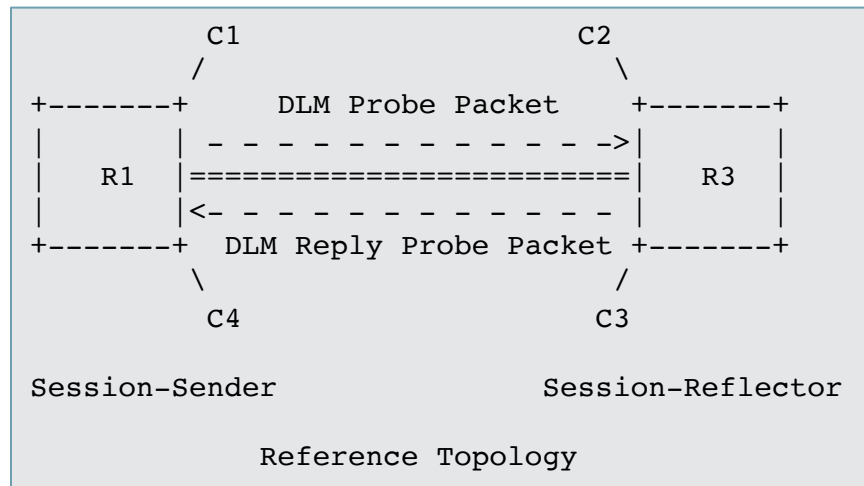 C1 C2
/ \
+-------+ DLM Probe Packet +-------+
| | - - - - - - - - - - - - ->| |
| R1 |=========================| R3 |
| |<- - - - - - - - - - - - - | |
+-------+ DLM Reply Probe Packet +-------+
\ /
C4 C3
Session-Sender Session-Reflector
Reference Topology